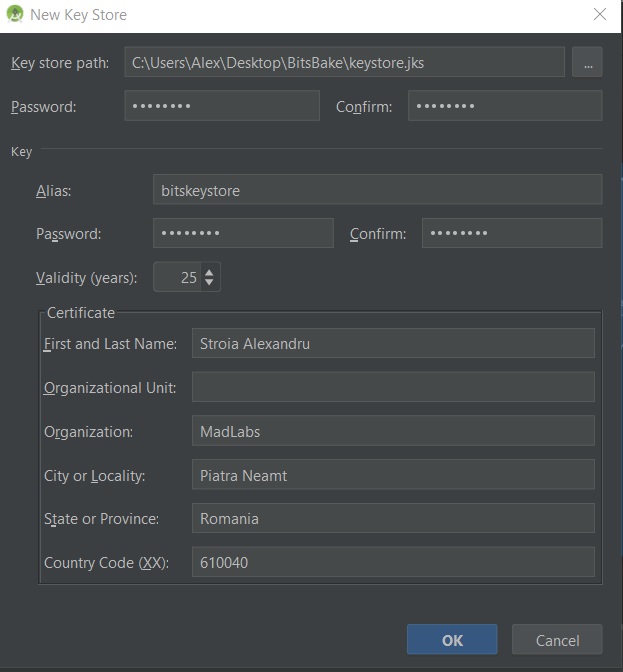 New Key Store
Key store path: C:\Users\Alex\Desktop\BitsBake\keystore.jks ...
Password: •••••••• Confirm: ••••••••
Key
Alias: bitskeystore
Password: •••••••• Confirm: ••••••••
Validity (years): 25
Certificate
First and Last Name: Stroia Alexandru
Organizational Unit:
Organization: MadLabs
City or Locality: Piatra Neamt
State or Province: Romania
Country Code (XX): 610040
OK Cancel